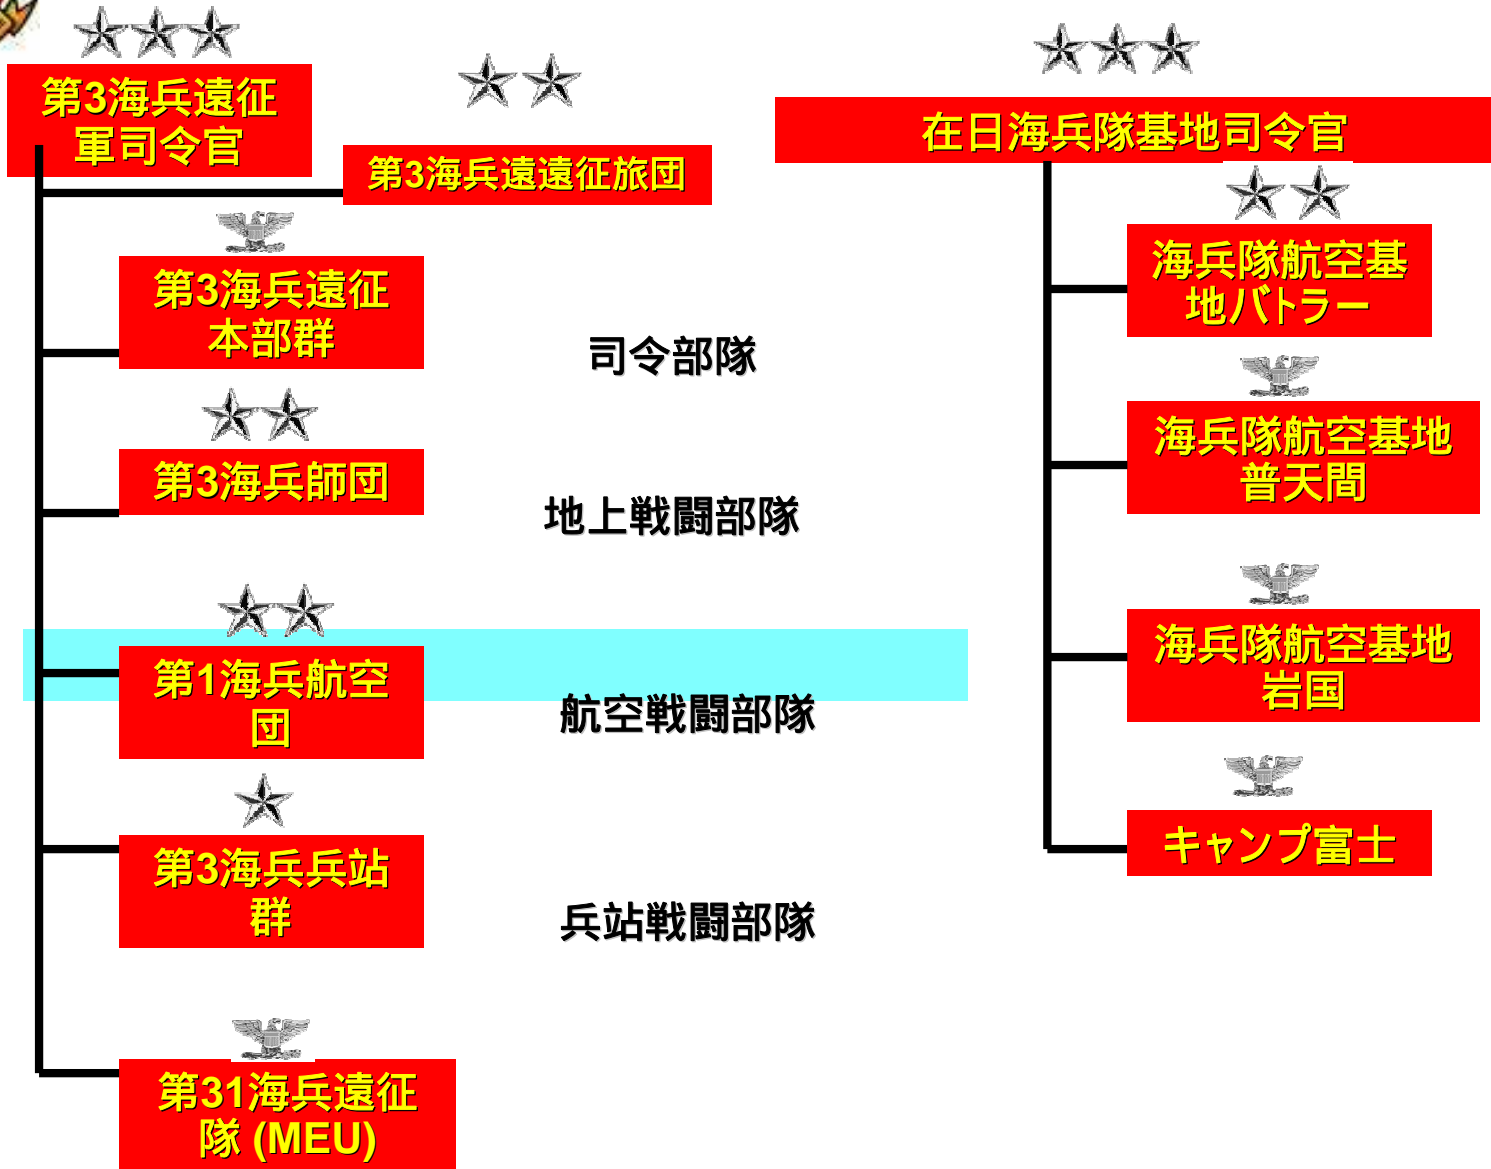 第3海兵遠征
軍司令官
第3海兵遠遠征旅団
第3海兵遠征
本部群
司令部隊
第3海兵師団
地上戦闘部隊
第1海兵航空
団
航空戦闘部隊
第3海兵兵站
群
兵站戦闘部隊
第31海兵遠征
隊 (MEU)
在日海兵隊基地司令官
海兵隊航空基
地バトラー
海兵隊航空基地
普天間
海兵隊航空基地
岩国
キャンプ富士